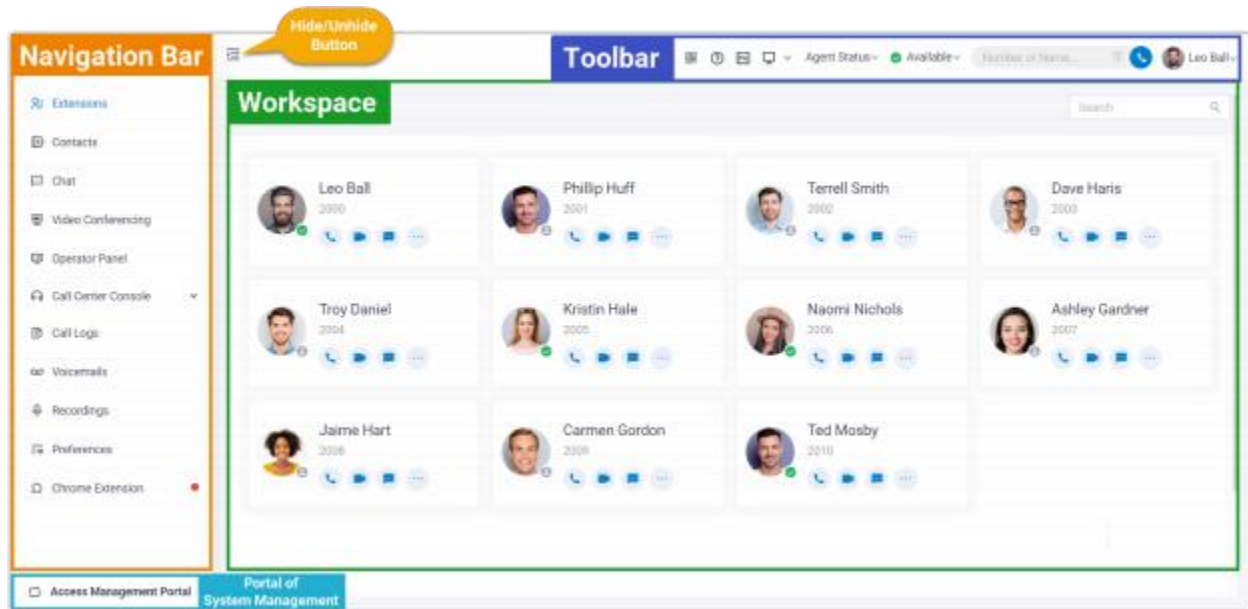 Hide/Unhide
Button
Navigation Bar
Toolbar
Agent Status
Available
Number or Name...
Leo Ball
Workspace
Search
Extensions
Contacts
Chat
Video Conferencing
Operator Panel
Call Center Console
Call Logs
Voicemails
Recordings
Preferences
Chrome Extension
Leo Ball
2000
Phillip Huff
2001
Terrell Smith
2002
Dave Haris
2003
Troy Daniel
2004
Kristin Hale
2005
Naomi Nichols
2006
Ashley Gardner
2007
Jaime Hart
2008
Carmen Gordon
2009
Ted Mosby
2010
Access Management Portal
Portal of
System Management